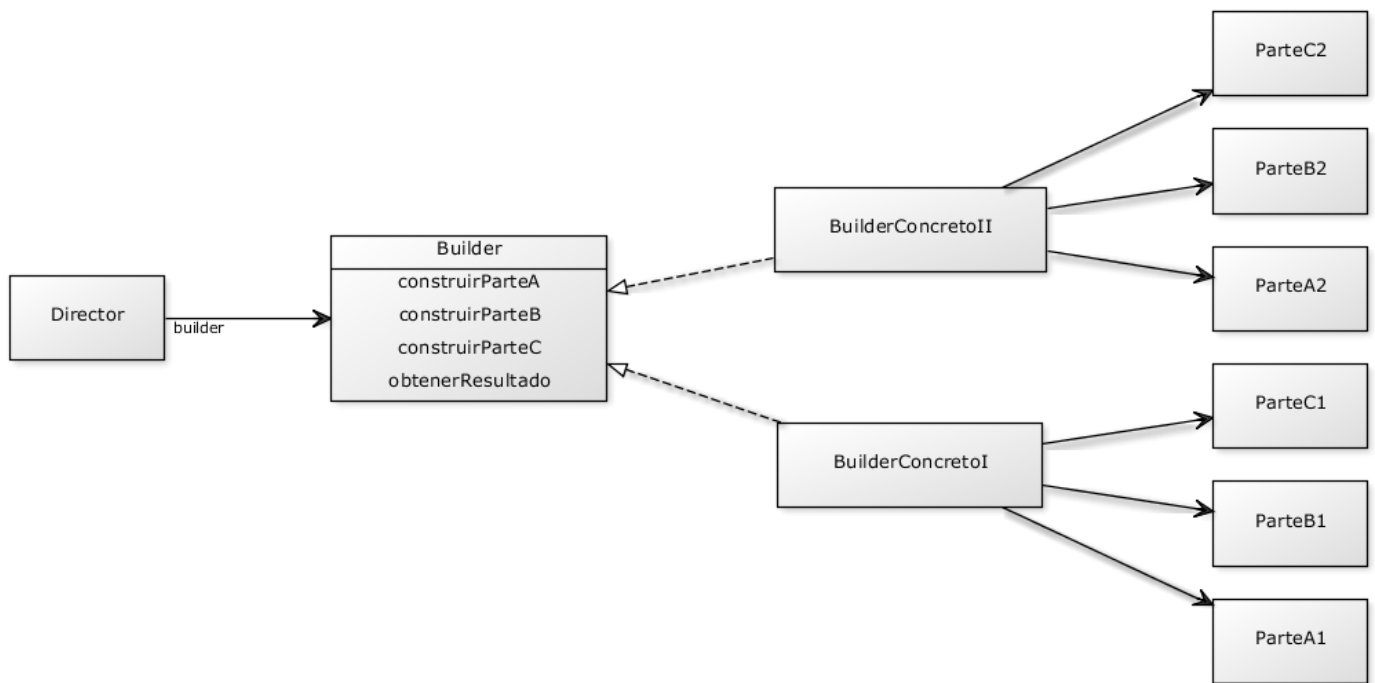 Director
builder
Builder
construirParteA
construirParteB
construirParteC
obtenerResultado
BuilderConcretoII
BuilderConcretoI
ParteC2
ParteB2
ParteA2
ParteC1
ParteB1
ParteA1